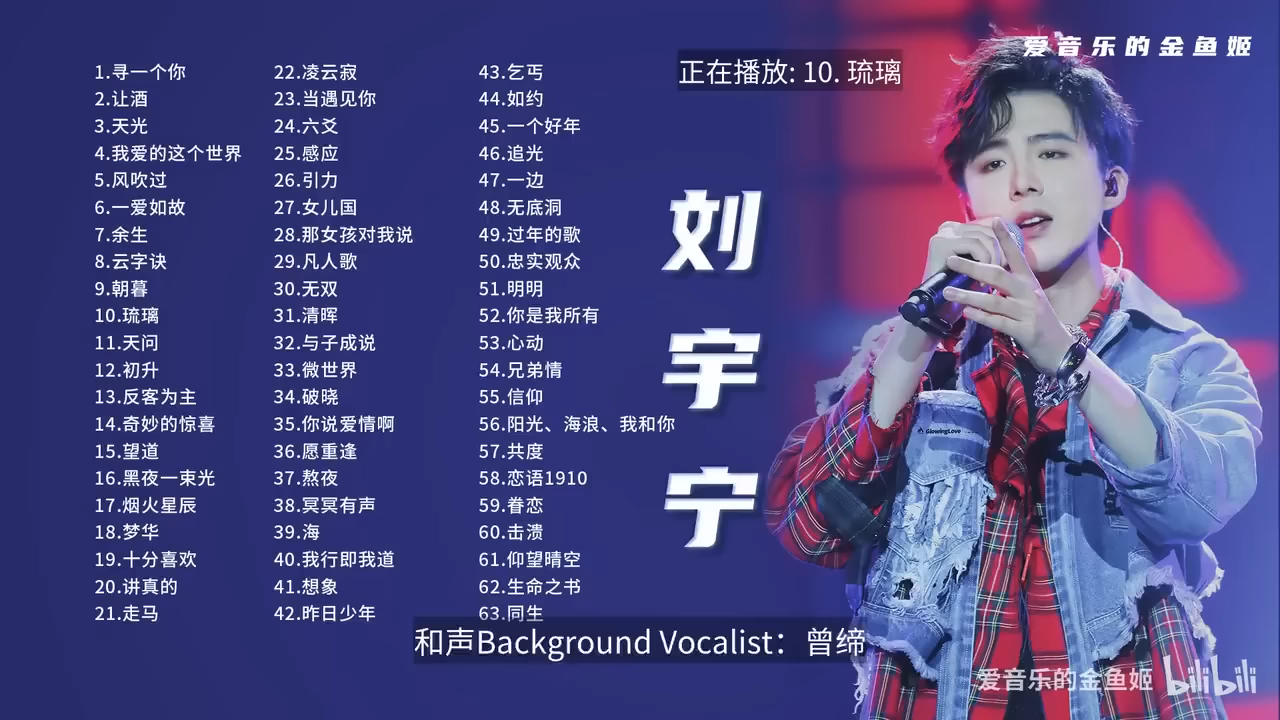 爱音乐的金鱼姬
正在播放: 10. 琉璃
1.寻一个你
2.让酒
3.天光
4.我爱的这个世界
5.风吹过
6.一爱如故
7.余生
8.云字诀
9.朝暮
10.琉璃
11.天问
12.初升
13.反客为主
14.奇妙的惊喜
15.望道
16.黑夜一束光
17.烟火星辰
18.梦华
19.十分喜欢
20.讲真的
21.走马
22.凌云寂
23.当遇见你
24.六爻
25.感应
26.引力
27.女儿国
28.那女孩对我说
29.凡人歌
30.无双
31.清晖
32.与子成说
33.微世界
34.破晓
35.你说爱情啊
36.愿重逢
37.熬夜
38.冥冥有声
39.海
40.我行即我道
41.想象
42.昨日少年
43.乞丐
44.如约
45.一个好年
46.追光
47.一边
48.无底洞
49.过年的歌
50.忠实观众
51.明明
52.你是我所有
53.心动
54.兄弟情
55.信仰
56.阳光、海浪、我和你
57.共度
58.恋语1910
59.眷恋
60.击溃
61.仰望晴空
62.生命之书
63.同生
刘
宇
宁
GlowingLove
和声Background Vocalist：曾缔
爱音乐的金鱼姬 bilibili